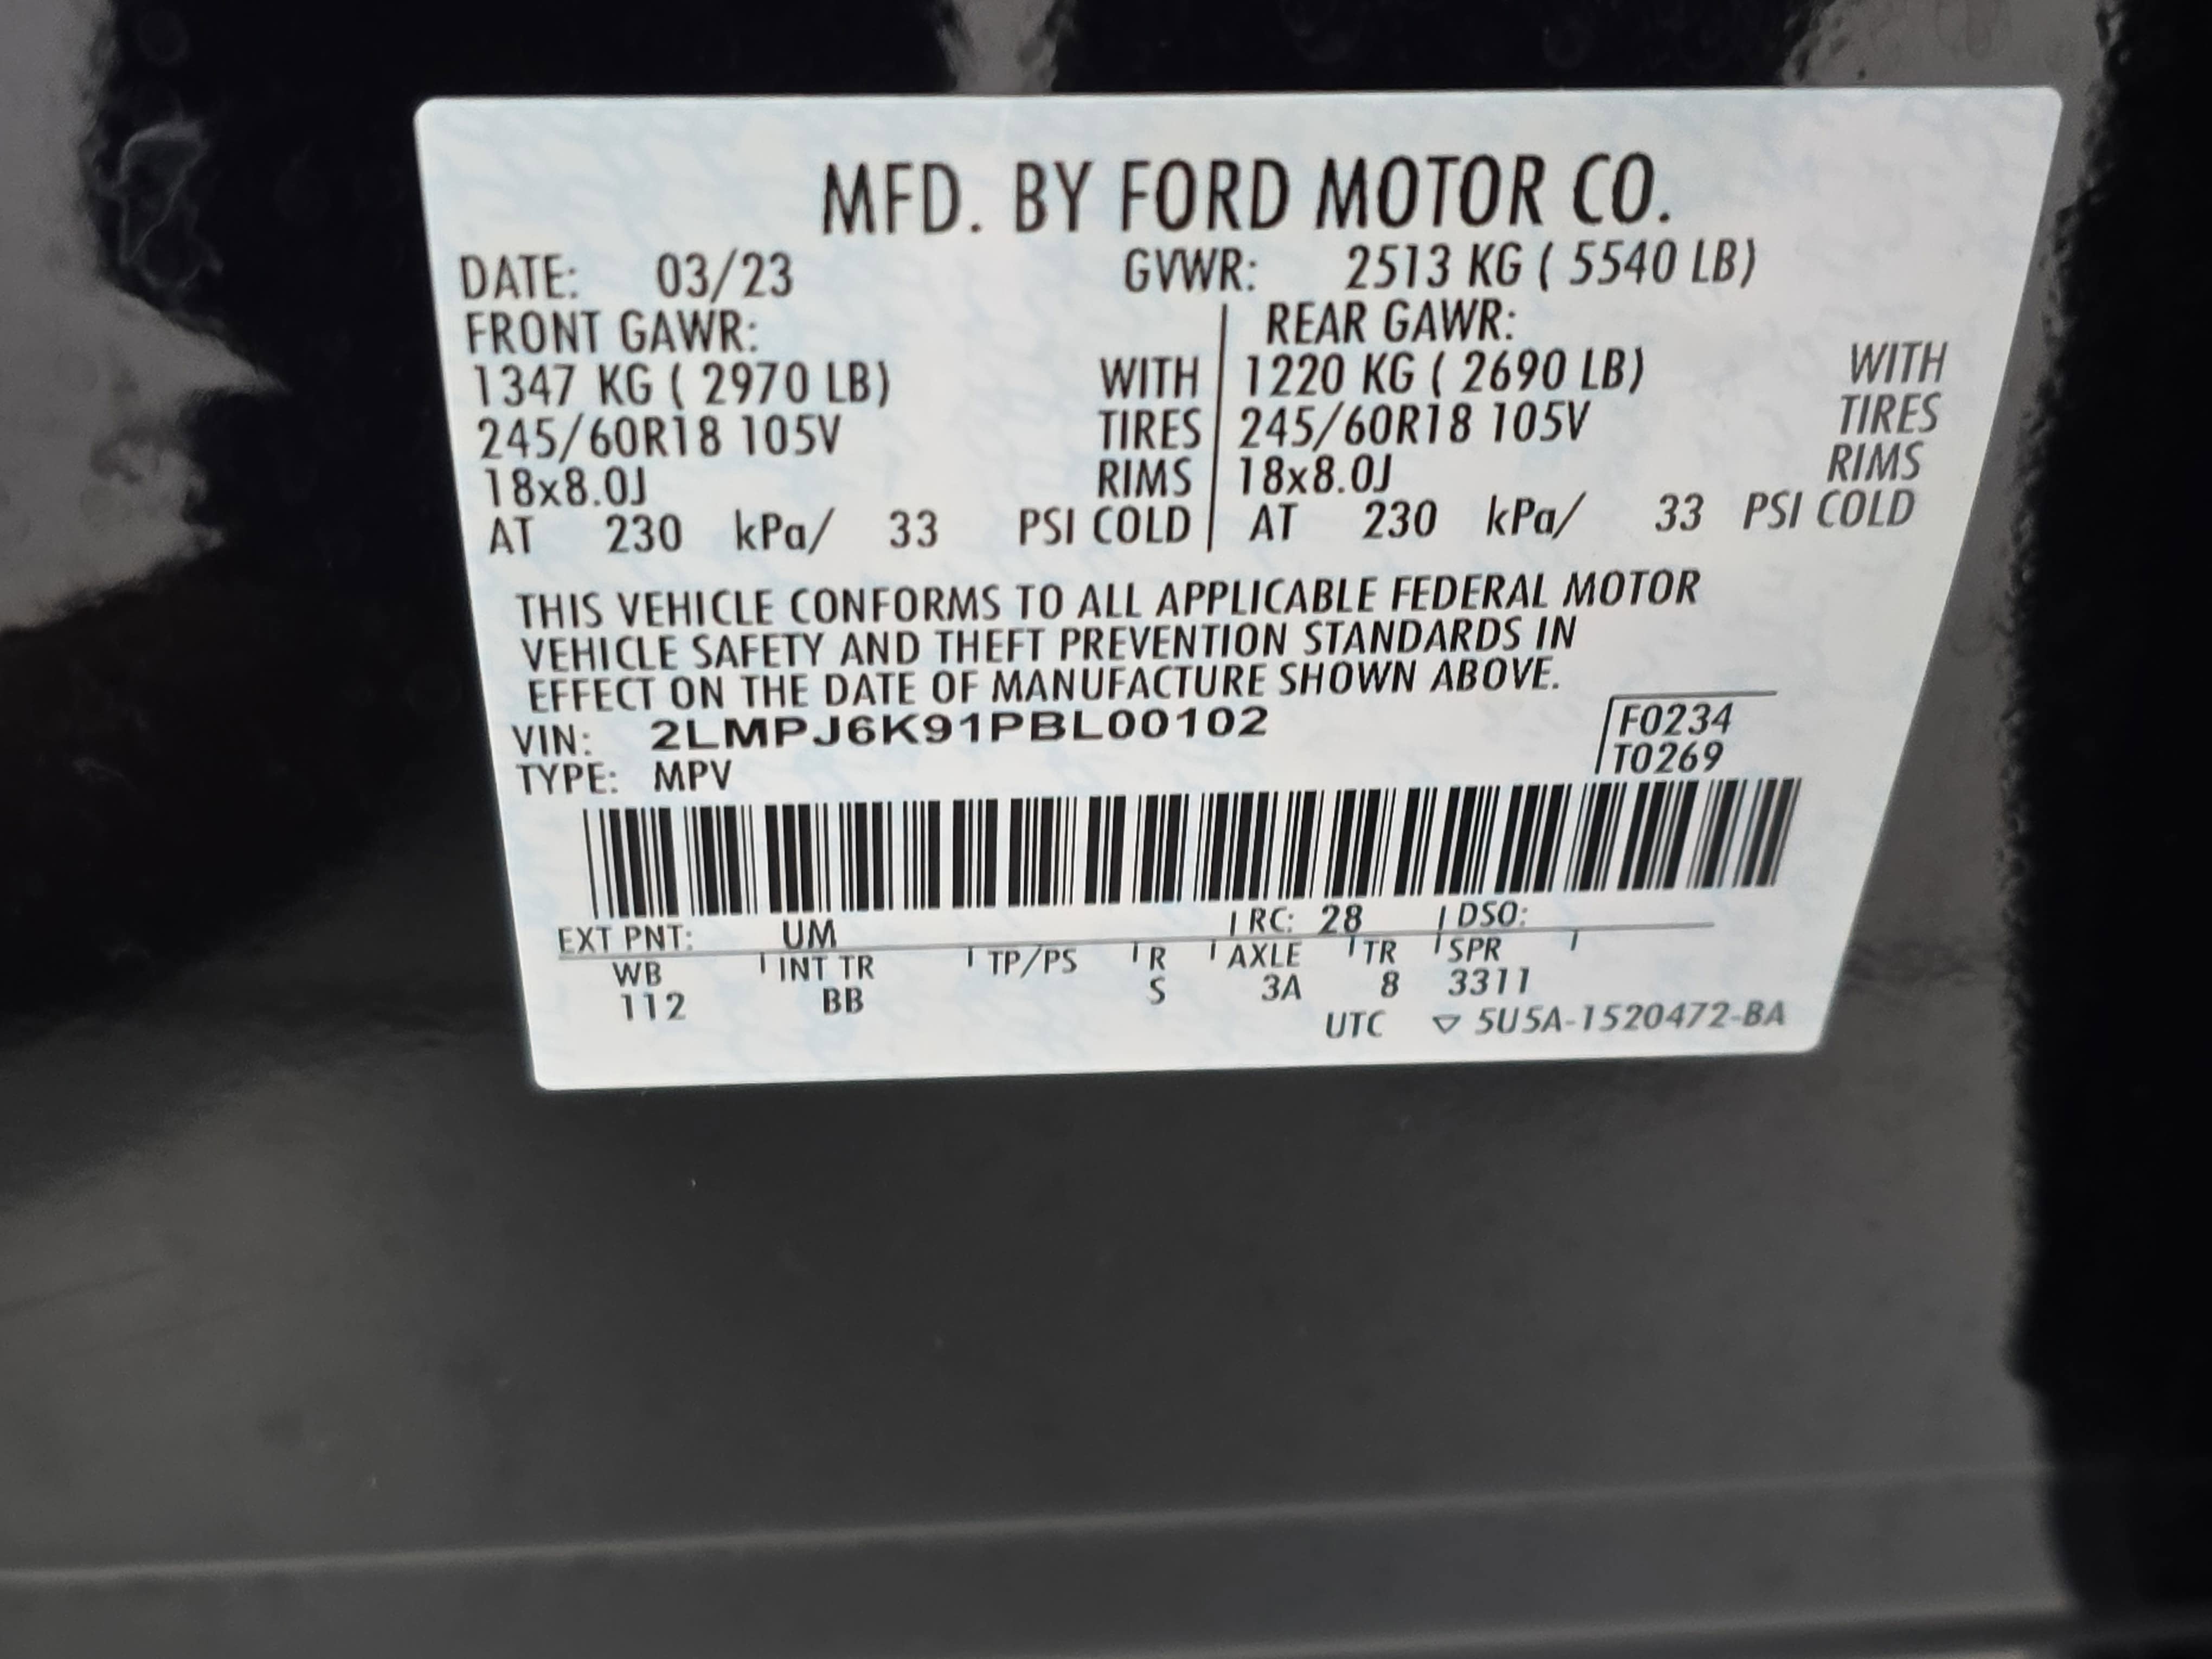 MFD. BY FORD MOTOR CO.
DATE: 03/23 GVWR: 2513 KG ( 5540 LB)
FRONT GAWR: REAR GAWR:
1347 KG ( 2970 LB) WITH 1220 KG ( 2690 LB) WITH
245/60R18 105V TIRES 245/60R18 105V TIRES
18x8.0J RIMS 18x8.0J RIMS
AT 230 kPa/ 33 PSI COLD AT 230 kPa/ 33 PSI COLD
THIS VEHICLE CONFORMS TO ALL APPLICABLE FEDERAL MOTOR
VEHICLE SAFETY AND THEFT PREVENTION STANDARDS IN
EFFECT ON THE DATE OF MANUFACTURE SHOWN ABOVE.
VIN: 2LMPJ6K91PBL00102 F0234
TYPE: MPV T0269
EXT PNT: UM RC: 28 DSO:
WB INT TR TP/PS R AXLE TR SPR
112 BB S 3A 8 3311
UTC ▽ 5U5A-1520472-BA